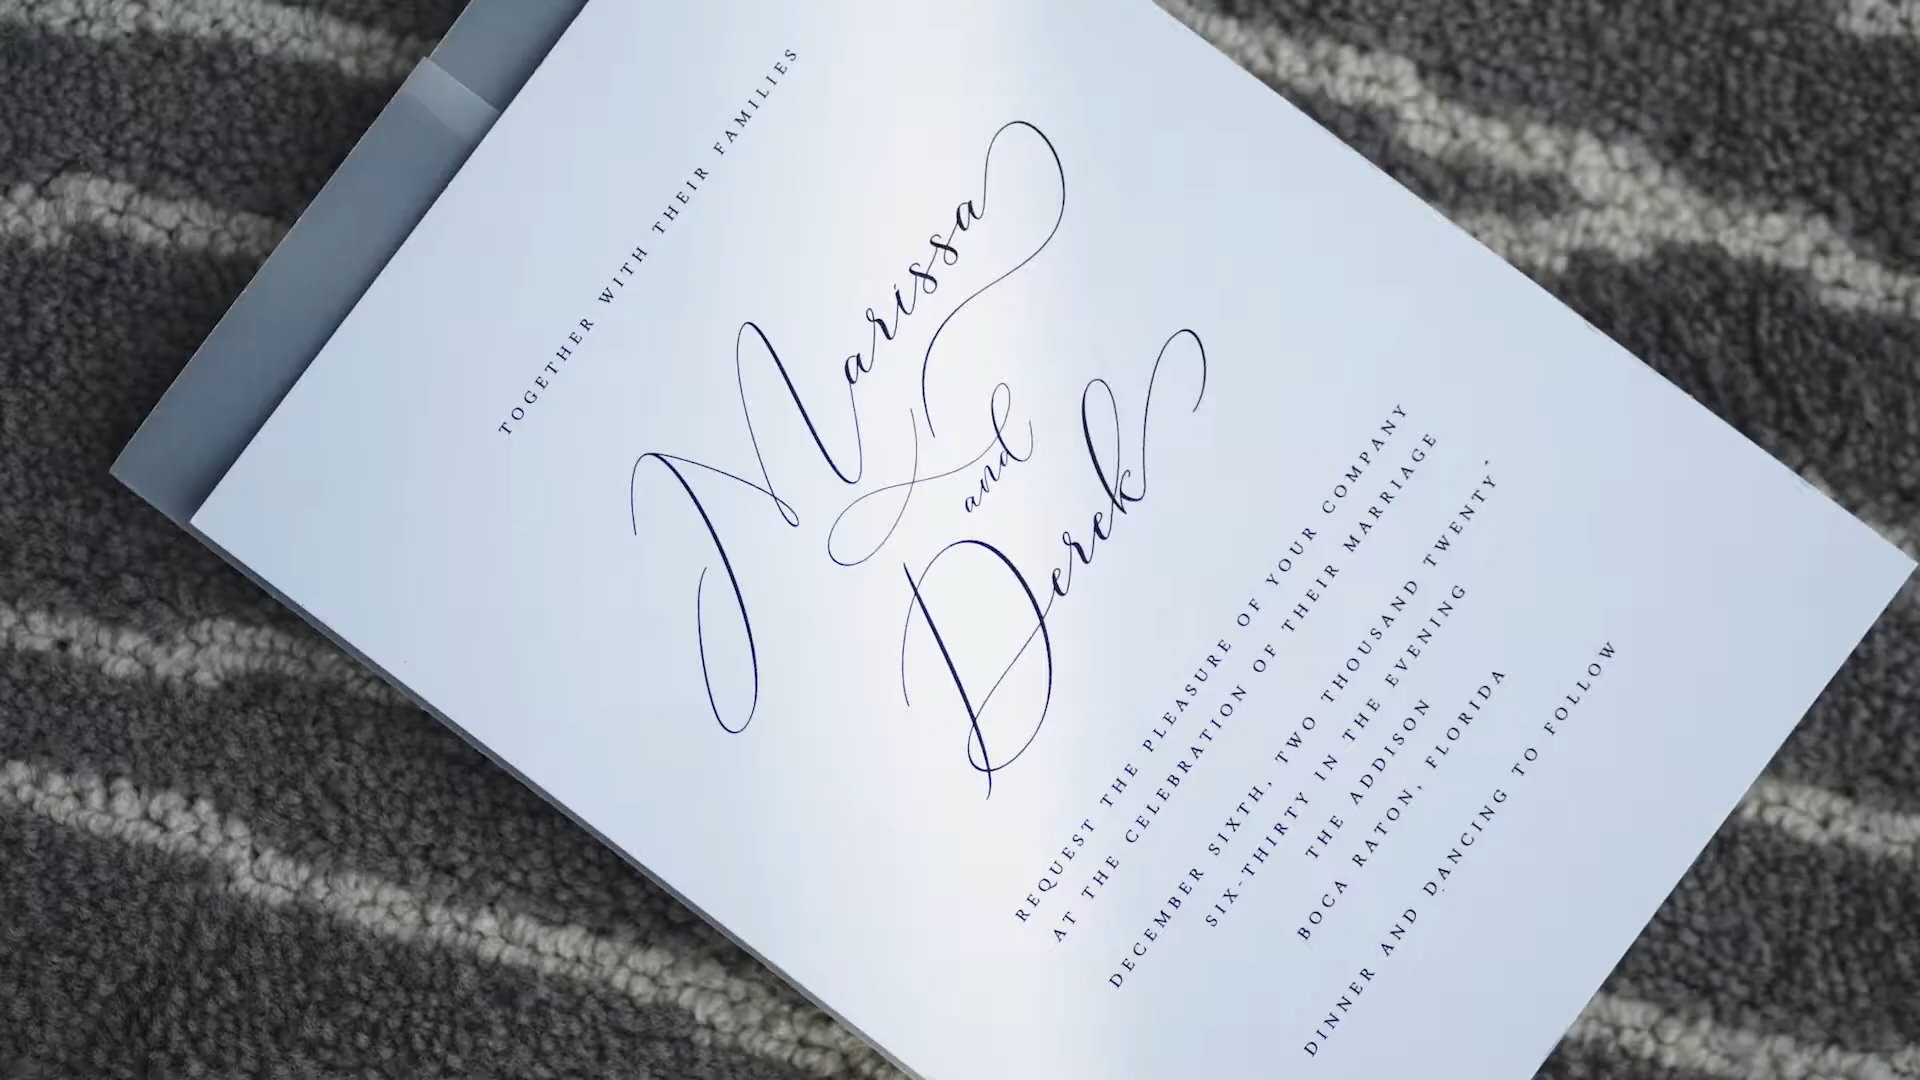 TOGETHER WITH THEIR FAMILIES
Marissa
and
Derek
REQUEST THE PLEASURE OF YOUR COMPANY
AT THE CELEBRATION OF THEIR MARRIAGE
DECEMBER SIXTH, TWO THOUSAND TWENTY*
SIX-THIRTY IN THE EVENING
THE ADDISON
BOCA RATON, FLORIDA
DINNER AND DANCING TO FOLLOW